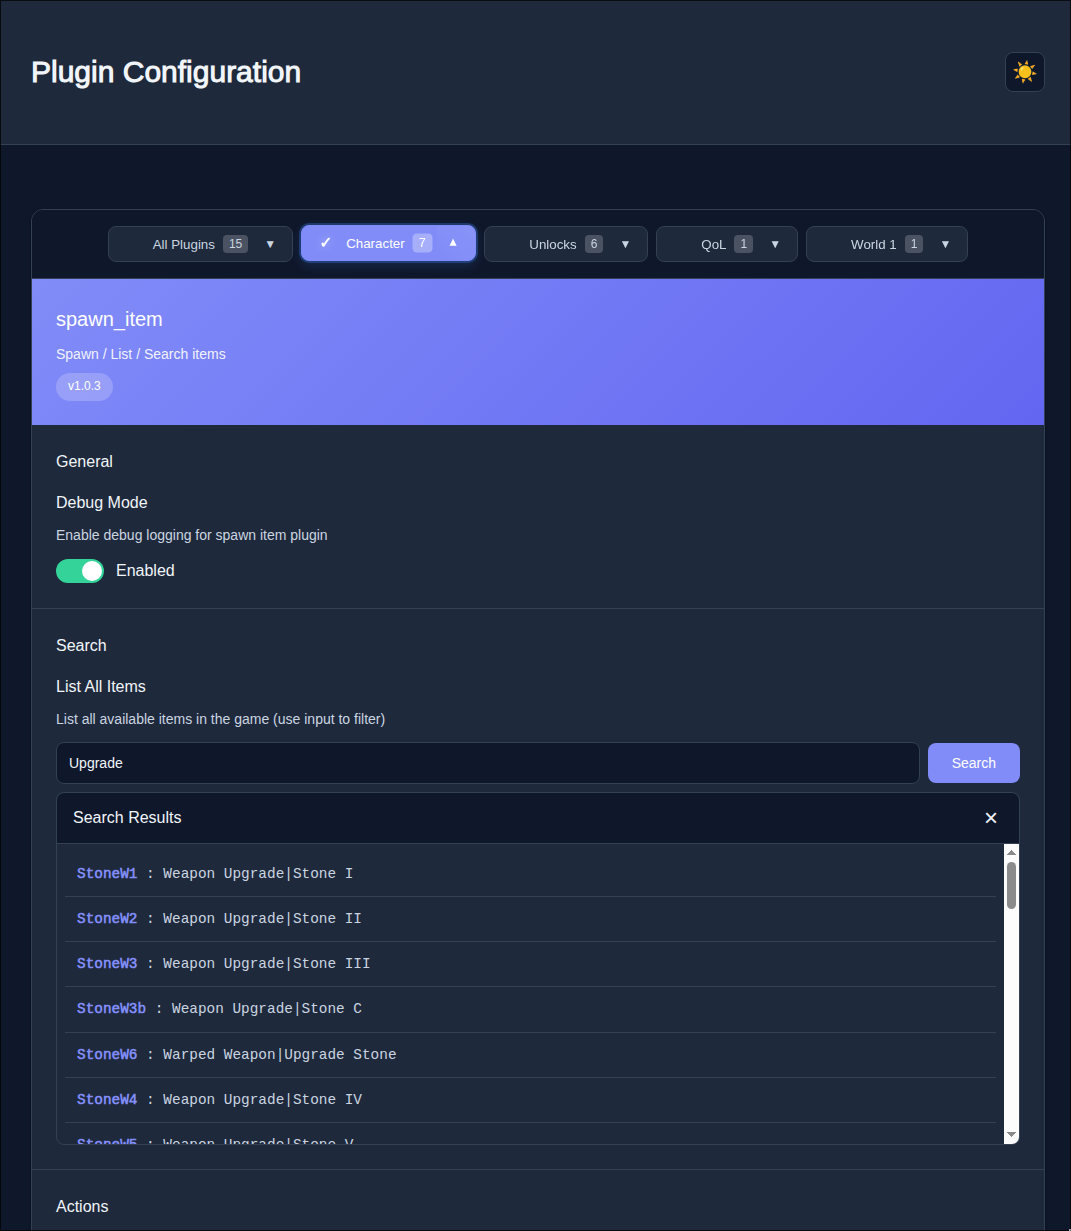 Plugin Configuration
All Plugins 15 ▼ ✓ Character 7 ▲ Unlocks 6 ▼ QoL 1 ▼ World 1 1 ▼
spawn_item
Spawn / List / Search items
v1.0.3
General
Debug Mode
Enable debug logging for spawn item plugin
Enabled
Search
List All Items
List all available items in the game (use input to filter)
Upgrade Search
Search Results ✕
StoneW1 : Weapon Upgrade|Stone I
StoneW2 : Weapon Upgrade|Stone II
StoneW3 : Weapon Upgrade|Stone III
StoneW3b : Weapon Upgrade|Stone C
StoneW6 : Warped Weapon|Upgrade Stone
StoneW4 : Weapon Upgrade|Stone IV
StoneW5 : Weapon Upgrade|Stone V
Actions